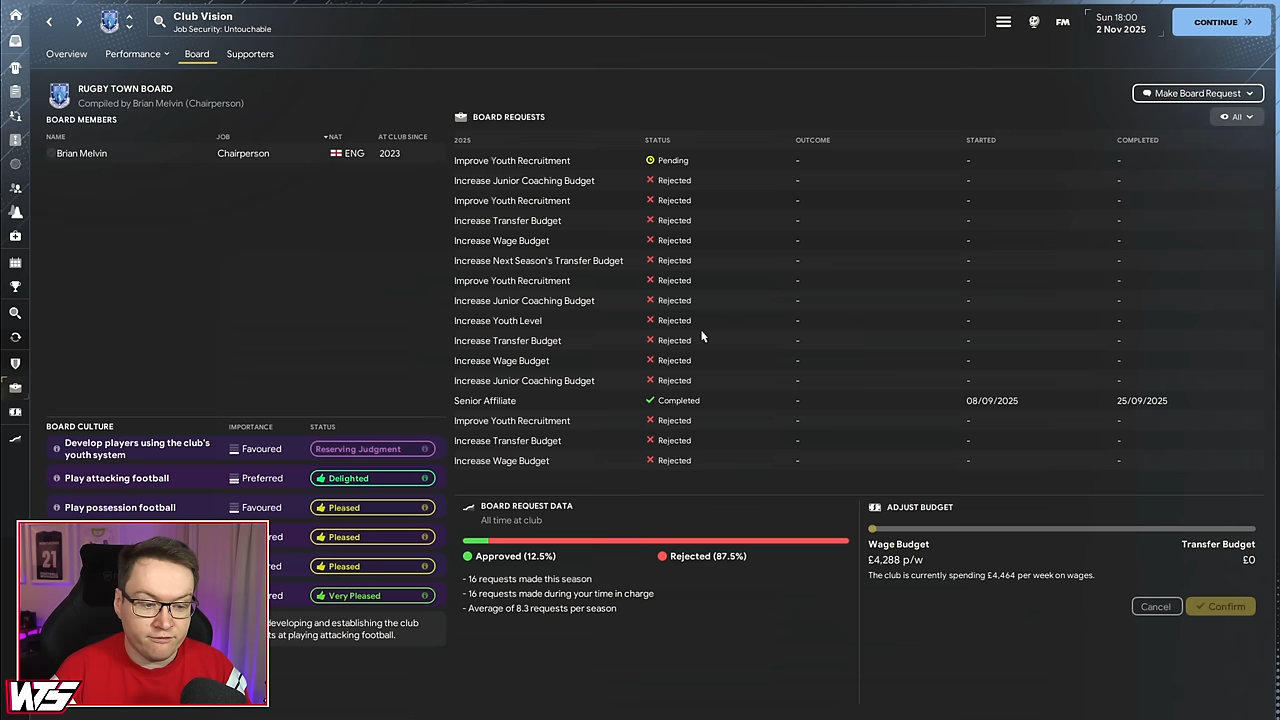 Club Vision
Job Security: Untouchable
FM
Sun 18:00
2 Nov 2025
CONTINUE
Overview
Performance
Board
Supporters
RUGBY TOWN BOARD
Compiled by Brian Melvin (Chairperson)
Make Board Request
BOARD MEMBERS
BOARD REQUESTS
All
NAME JOB NAT AT CLUB SINCE
2025 STATUS OUTCOME STARTED COMPLETED
Brian Melvin Chairperson ENG 2023
Improve Youth Recruitment Pending - - -
Increase Junior Coaching Budget Rejected - - -
Improve Youth Recruitment Rejected - - -
Increase Transfer Budget Rejected - - -
Increase Wage Budget Rejected - - -
Increase Next Season's Transfer Budget Rejected - - -
Improve Youth Recruitment Rejected - - -
Increase Junior Coaching Budget Rejected - - -
Increase Youth Level Rejected - - -
Increase Transfer Budget Rejected - - -
Increase Wage Budget Rejected - - -
Increase Junior Coaching Budget Rejected - - -
Senior Affiliate Completed - 08/09/2025 25/09/2025
Improve Youth Recruitment Rejected - - -
Increase Transfer Budget Rejected - - -
Increase Wage Budget Rejected - - -
BOARD CULTURE IMPORTANCE STATUS
Develop players using the club's
youth system
Favoured Reserving Judgment
Play attacking football Preferred Delighted
Play possession football Favoured Pleased
red Pleased
red Pleased
red Very Pleased
developing and establishing the club
ts at playing attacking football.
BOARD REQUEST DATA
All time at club
Approved (12.5%) Rejected (87.5%)
- 16 requests made this season
- 16 requests made during your time in charge
- Average of 8.3 requests per season
ADJUST BUDGET
Wage Budget Transfer Budget
£4,288 p/w £0
The club is currently spending £4,464 per week on wages.
Cancel
Confirm
21
WTS